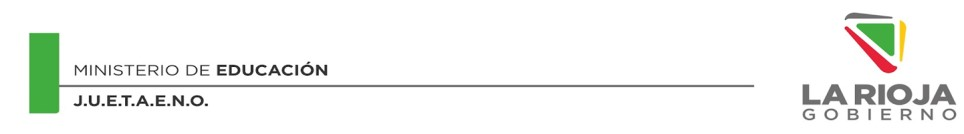 MINISTERIO DE EDUCACIÓN
J.U.E.T.A.E.N.O.
LA RIOJA
GOBIERNO